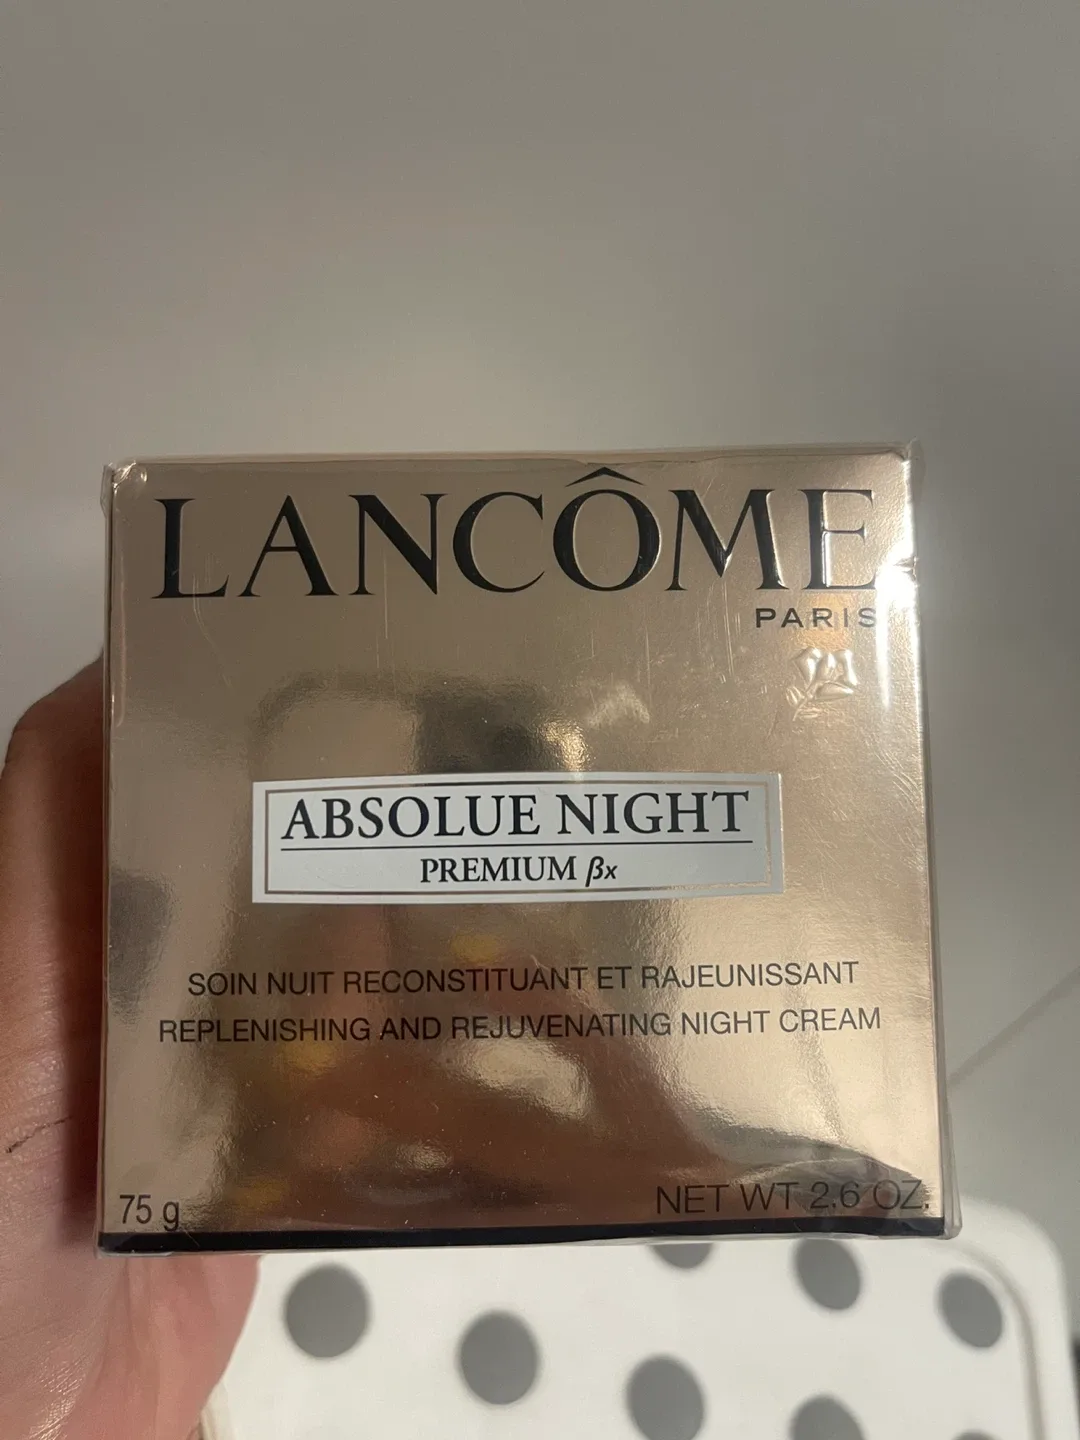 LANCÔME
PARIS
ABSOLUE NIGHT
PREMIUM βx
SOIN NUIT RECONSTITUANT ET RAJEUNISSANT
REPLENISHING AND REJUVENATING NIGHT CREAM
75 g
NET WT 2.6 OZ.